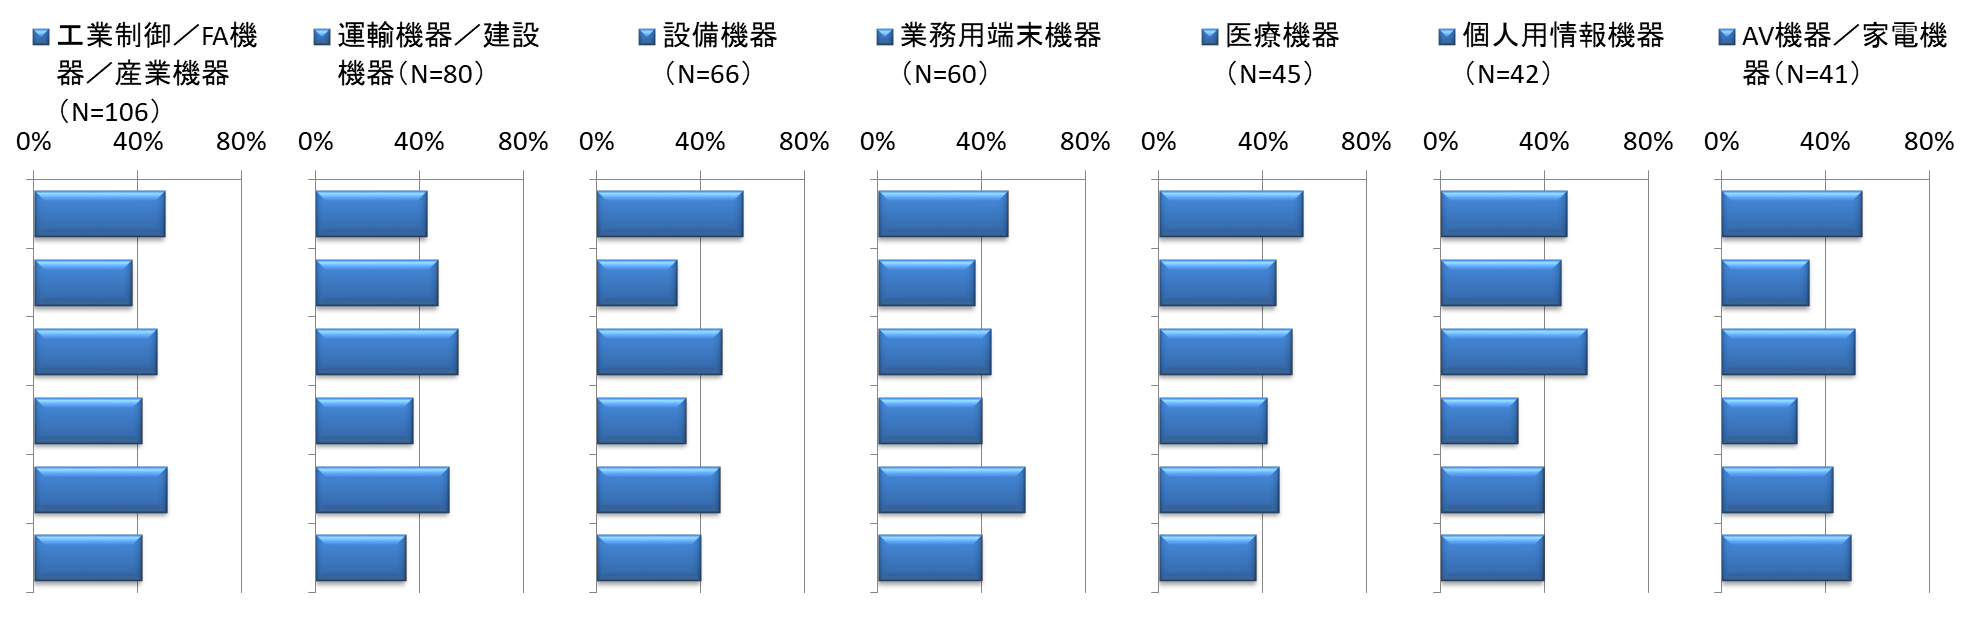 工業制御／FA機
器／産業機器
（N=106）
運輸機器／建設
機器（N=80）
設備機器
（N=66）
業務用端末機器
（N=60）
医療機器
（N=45）
個人用情報機器
（N=42）
AV機器／家電機
器（N=41）
0% 40% 80%
0% 40% 80%
0% 40% 80%
0% 40% 80%
0% 40% 80%
0% 40% 80%
0% 40% 80%